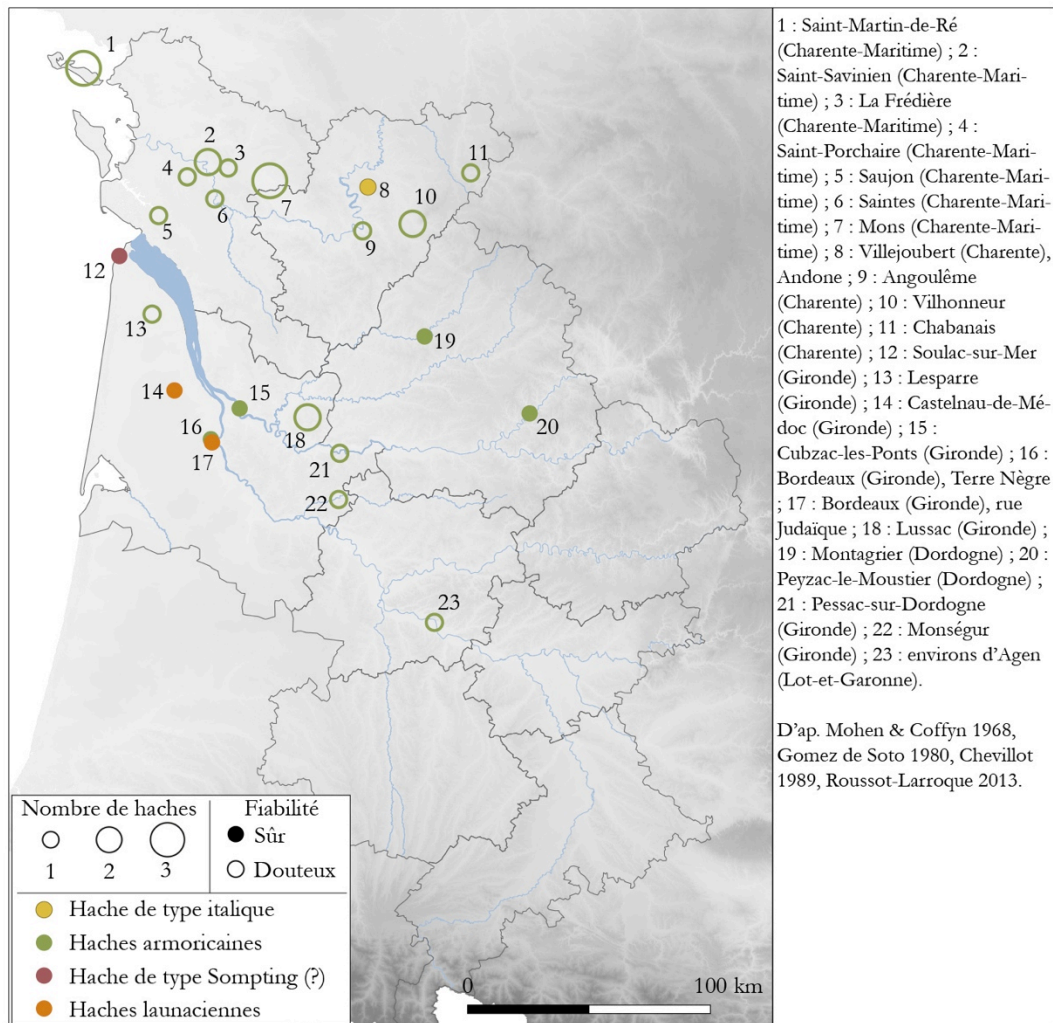 1
2
3
4
5
6
7
8
9
10
11
12
13
14
15
16
17
18
19
20
21
22
23
Nombre de haches
1 2 3
Fiabilité
Sûr
Douteux
Hache de type italique
Haches armoricaines
Hache de type Sompting (?)
Haches launaciennes
0 100 km
1 : Saint-Martin-de-Ré
(Charente-Maritime) ; 2 :
Saint-Savinien (Charente-Mari-
time) ; 3 : La Frédière
(Charente-Maritime) ; 4 :
Saint-Porchaire (Charente-Mari-
time) ; 5 : Saujon (Charente-Mari-
time) ; 6 : Saintes (Charente-Mari-
time) ; 7 : Mons (Charente-Mari-
time) ; 8 : Villejoubert (Charente),
Andone ; 9 : Angoulême
(Charente) ; 10 : Vilhonneur
(Charente) ; 11 : Chabanais
(Charente) ; 12 : Soulac-sur-Mer
(Gironde) ; 13 : Lesparre
(Gironde) ; 14 : Castelnau-de-Mé-
doc (Gironde) ; 15 :
Cubzac-les-Ponts (Gironde) ; 16 :
Bordeaux (Gironde), Terre Nègre
; 17 : Bordeaux (Gironde), rue
Judaïque ; 18 : Lussac (Gironde) ;
19 : Montagrier (Dordogne) ; 20 :
Peyzac-le-Moustier (Dordogne) ;
21 : Pessac-sur-Dordogne
(Gironde) ; 22 : Monségur
(Gironde) ; 23 : environs d'Agen
(Lot-et-Garonne).
D'ap. Mohen & Coffyn 1968,
Gomez de Soto 1980, Chevillot
1989, Roussot-Larroque 2013.